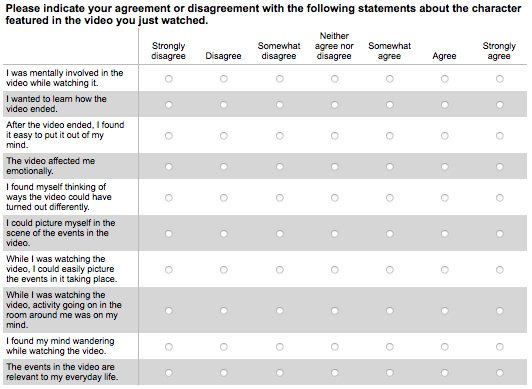 Please indicate your agreement or disagreement with the following statements about the character
featured in the video you just watched.
Strongly disagree
Disagree
Somewhat disagree
Neither agree nor disagree
Somewhat agree
Agree
Strongly agree
I was mentally involved in the
video while watching it.
I wanted to learn how the
video ended.
After the video ended, I found
it easy to put it out of my
mind.
The video affected me
emotionally.
I found myself thinking of
ways the video could have
turned out differently.
I could picture myself in the
scene of the events in the
video.
While I was watching the
video, I could easily picture
the events in it taking place.
While I was watching the
video, activity going on in the
room around me was on my
mind.
I found my mind wandering
while watching the video.
The events in the video are
relevant to my everyday life.